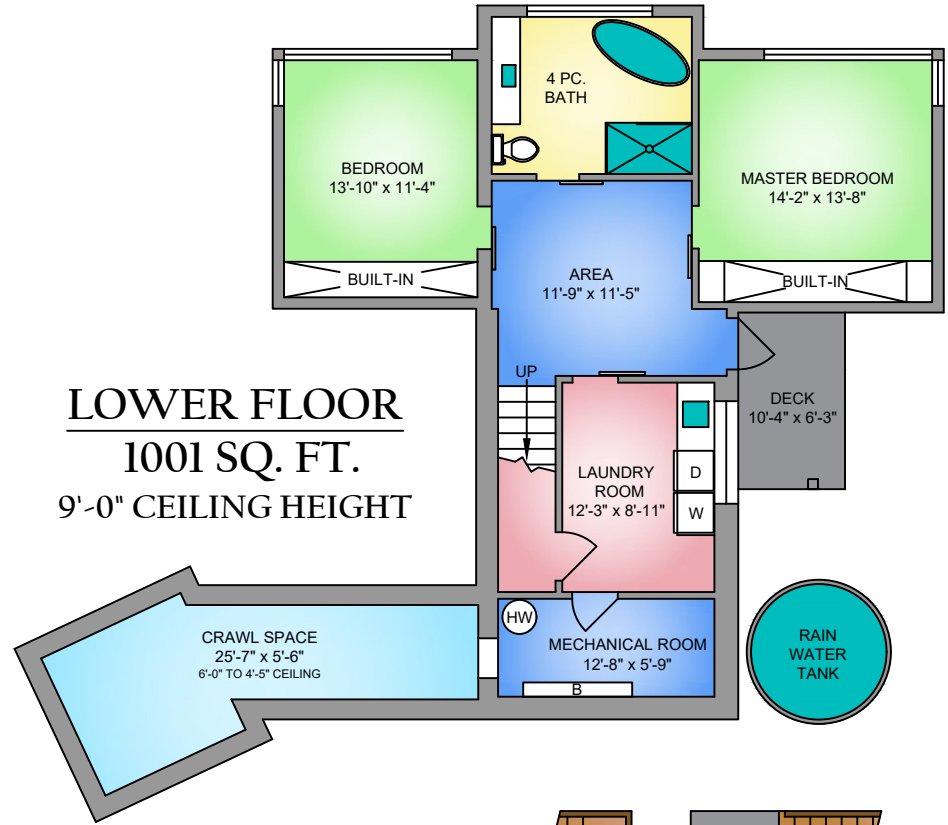 4 PC.
BATH
BEDROOM
13'-10" x 11'-4"
MASTER BEDROOM
14'-2" x 13'-8"
BUILT-IN
AREA
11'-9" x 11'-5"
BUILT-IN
UP
DECK
10'-4" x 6'-3"
LOWER FLOOR
1001 SQ. FT.
9'-0" CEILING HEIGHT
LAUNDRY
ROOM
12'-3" x 8'-11"
D
W
HW
CRAWL SPACE
25'-7" x 5'-6"
6'-0" TO 4'-5" CEILING
MECHANICAL ROOM
12'-8" x 5'-9"
B
RAIN
WATER
TANK